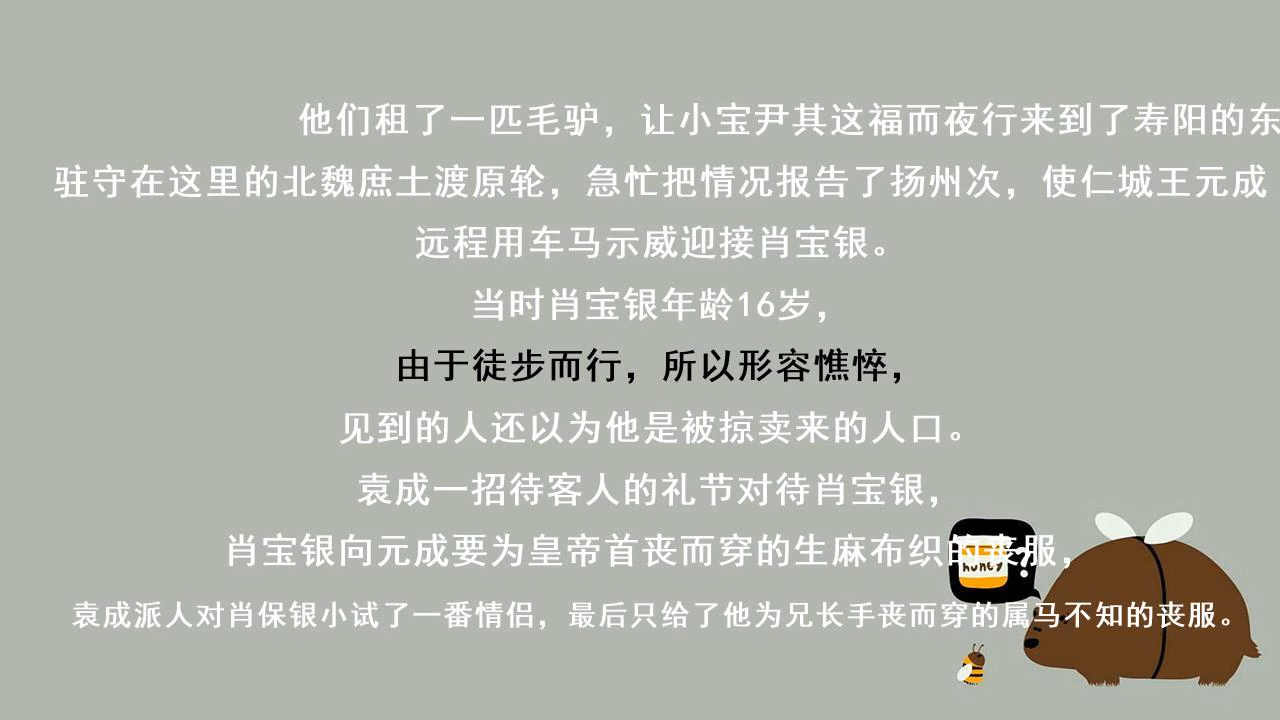 他们租了一匹毛驴，让小宝尹其这福而夜行来到了寿阳的东
驻守在这里的北魏庶土渡原轮，急忙把情况报告了扬州次，使仁城王元成
远程用车马示威迎接肖宝银。
当时肖宝银年龄16岁，
由于徒步而行，所以形容憔悴，
见到的人还以为他是被掠卖来的人口。
袁成一招待客人的礼节对待肖宝银，
肖宝银向元成要为皇帝首丧而穿的生麻布织的丧服，
honey?
袁成派人对肖保银小试了一番情侣，最后只给了他为兄长手丧而穿的属马不知的丧服。